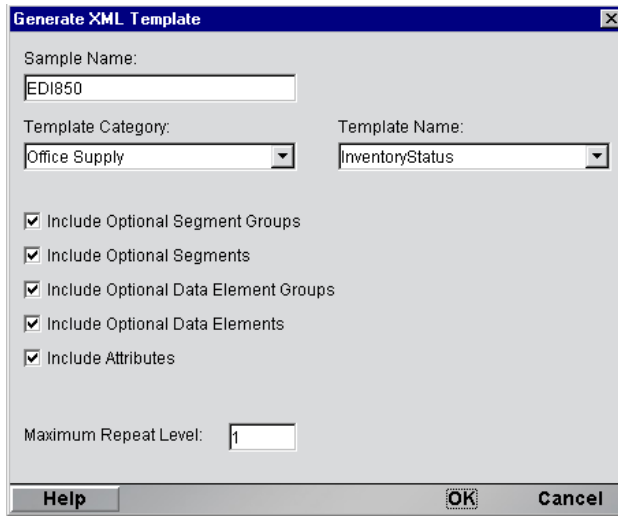 Generate XML Template
Sample Name:
EDI850
Template Category: Template Name:
Office Supply InventoryStatus
Include Optional Segment Groups
Include Optional Segments
Include Optional Data Element Groups
Include Optional Data Elements
Include Attributes
Maximum Repeat Level: 1
Help OK Cancel